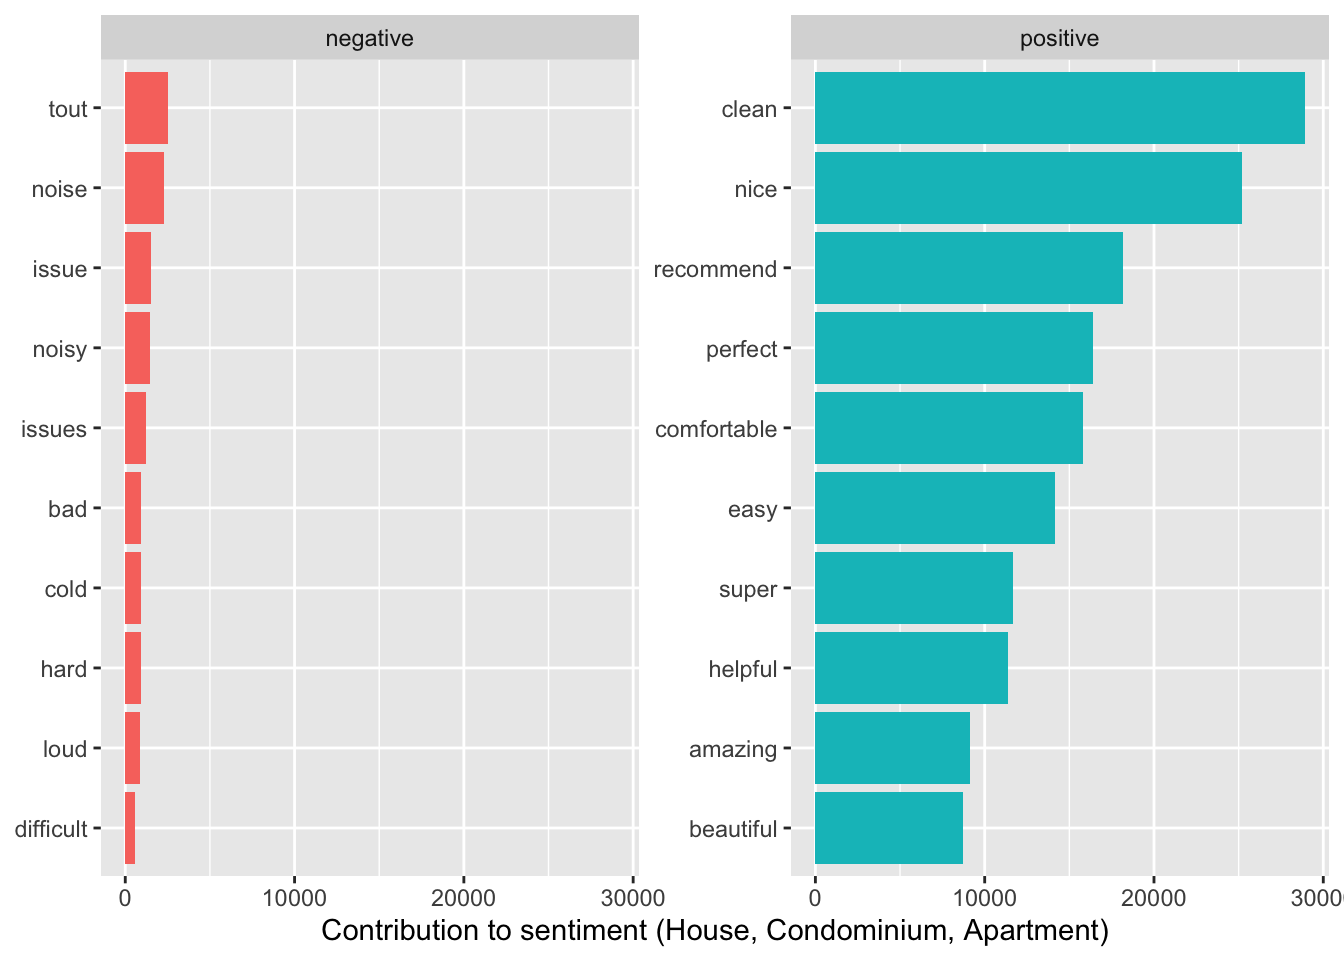 negative
tout
noise
issue
noisy
issues
bad
cold
hard
loud
difficult
0 10000 20000 30000
positive
clean
nice
recommend
perfect
comfortable
easy
super
helpful
amazing
beautiful
0 10000 20000 3000
Contribution to sentiment (House, Condominium, Apartment)